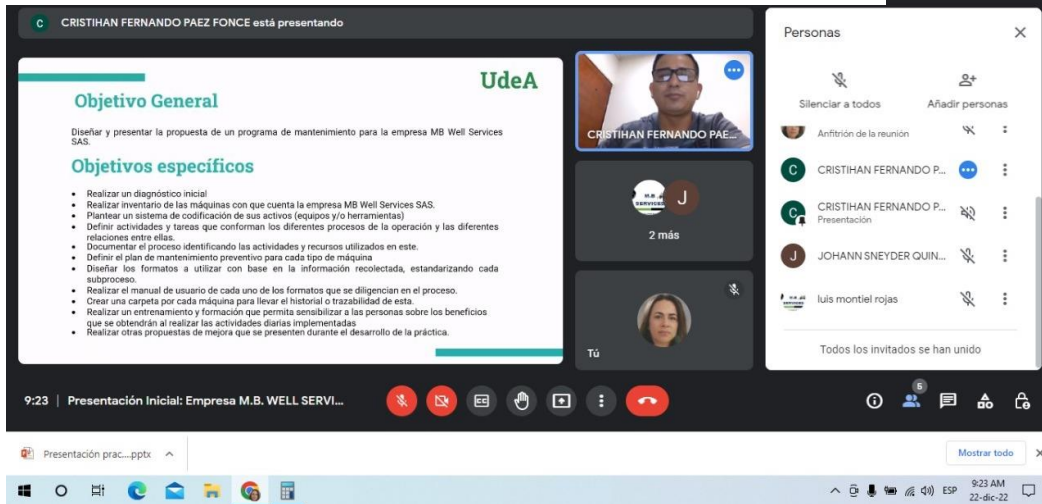 C CRISTIHAN FERNANDO PAEZ FONCE está presentando
UdeA
Objetivo General
Diseñar y presentar la propuesta de un programa de mantenimiento para la empresa MB Well Services
SAS.
Objetivos específicos
• Realizar un diagnóstico inicial
• Realizar inventario de las máquinas con que cuenta la empresa MB Well Services SAS.
• Plantear un sistema de codificación de sus activos (equipos y/o herramientas)
• Definir actividades y tareas que conforman los diferentes procesos de la operación y las diferentes
relaciones entre ellas.
• Documentar el proceso identificando las actividades y recursos utilizados en este.
• Definir el plan de mantenimiento preventivo para cada tipo de máquina
• Diseñar los formatos a utilizar con base en la información recolectada, estandarizando cada
subproceso.
• Realizar el manual de usuario de cada uno de los formatos que se diligencian en el proceso.
• Crear una carpeta por cada máquina para llevar el historial o trazabilidad de esta.
• Realizar un entrenamiento y formación que permita sensibilizar a las personas sobre los beneficios
que se obtendrán al realizar las actividades diarias implementadas
• Realizar otras propuestas de mejora que se presenten durante el desarrollo de la práctica.
CRISTIHAN FERNANDO PAE...
J
2 más
Tú
Personas
Silenciar a todos
Añadir personas
Anfitrión de la reunión
C CRISTIHAN FERNANDO P...
C CRISTIHAN FERNANDO P...
Presentación
J JOHANN SNEYDER QUIN...
luis montiel rojas
Todos los invitados se han unido
9:23 | Presentación Inicial: Empresa M.B. WELL SERVI...
5
Presentación prac....pptx
Mostrar todo
ESP
9:23 AM
22-dic-22